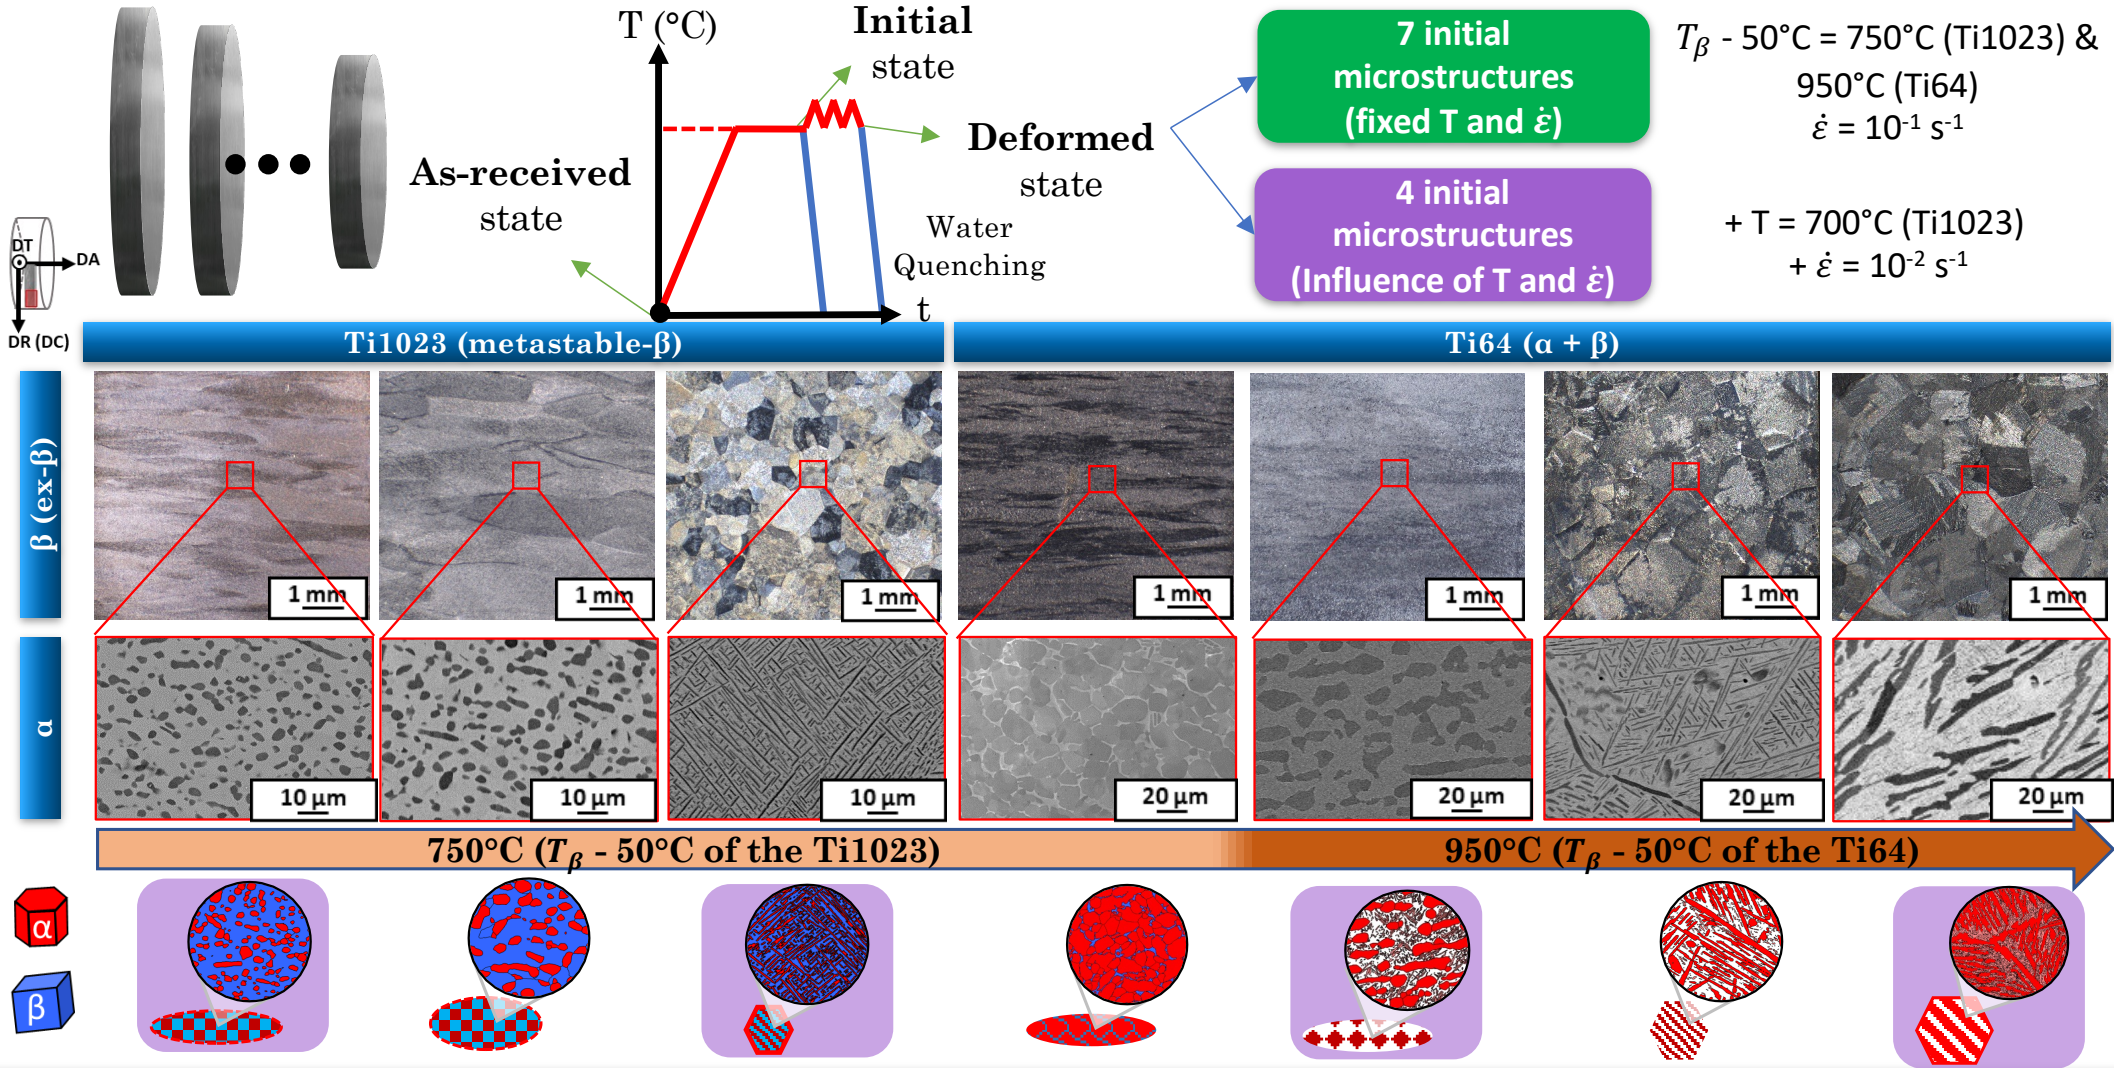 T (°C)
Initial
state
As-received
state
Deformed
state
Water
Quenching
t
7 initial
microstructures
(fixed T and ε̇)
4 initial
microstructures
(Influence of T and ε̇)
T_β - 50°C = 750°C (Ti1023) &
950°C (Ti64)
ε̇ = 10⁻¹ s⁻¹
+ T = 700°C (Ti1023)
+ ε̇ = 10⁻² s⁻¹
DT
DA
DR (DC)
Ti1023 (metastable-β)
Ti64 (α + β)
β (ex-β)
1 mm
1 mm
1 mm
1 mm
1 mm
1 mm
1 mm
α
10 µm
10 µm
10 µm
20 µm
20 µm
20 µm
20 µm
750°C (T_β - 50°C of the Ti1023)
950°C (T_β - 50°C of the Ti64)
α
β